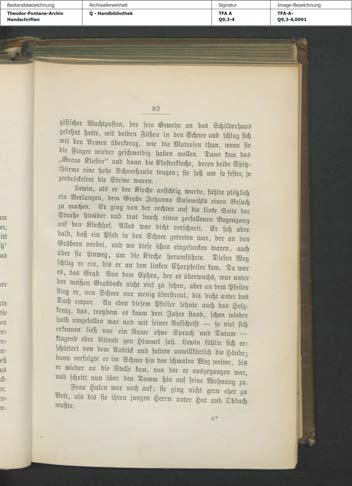 Bestandsbezeichnung
Theodor-Fontane-Archiv
Handschriften
Archivalieneinheit
Q - Handbibliothek
Signatur
TFA A
Q9,3-4
Image-Bezeichnung
TFA-A-
Q9,3-4,0091
83
zösischer Wachtposten, der sein Gewehr an das Schilderhaus
gelehnt hatte, mit beiden Füßen in den Schnee und schlug sich
mit den Armen überkreuz, wie die Matrosen thun, wenn sie
die Finger wieder geschmeidig haben wollen. Dann kam das
„Graue Kloster“ und dann die Klosterkirche, deren beide Spitz-
thürme eine hohe Schneehaube trugen; sie saß um so fester, je
zerbröckelter die Steine waren.
Lewin, als er der Kirche ansichtig wurde, fühlte plötzlich
ein Verlangen, dem Grabe Johanna Susemihls einen Besuch
zu machen. Er ging von der rechten auf die linke Seite der
Straße hinüber und trat durch einen zerfallenen Bogengang
auf den Kirchhof. Alles war dicht verschneit. Er sah aber
bald, daß ein Pfad in den Schnee getreten war, der an den
Gräbern vorbei, und wo diese schon eingesunken waren, auch
über sie hinweg, um die Kirche herumführte. Diesen Weg
schlug er ein, bis er an den linken Chorpfeiler kam. Da war
es, das Grab. Von dem Epheu, der es überwuchs, war unter
der weißen Grabdecke nicht viel zu sehen, aber an dem Pfeiler
stieg er, von Schnee nur wenig überstreut, bis dicht unter das
Dach empor. An eben diesem Pfeiler lehnte auch das Holz-
kreuz, das, trotzdem es kaum drei Jahre stand, schon wieder
halb umgefallen war und mit seiner Aufschrift — so viel sich
erkennen ließ nur ein Name ohne Spruch und Datum —
klagend oder bittend gen Himmel sah. Lewin fühlte sich er-
schüttert von dem Anblick und faltete unwillkürlich die Hände;
dann verfolgte er im Schnee hin den schmalen Weg weiter, bis
er wieder an die Stelle kam, von der er ausgegangen war,
und schritt nun über den Damm hin auf seine Wohnung zu.
Frau Hulen war noch auf; sie ging nicht gern eher zu
Bett, als bis sie ihren jungen Herrn unter Hut und Obdach
wußte.
6*